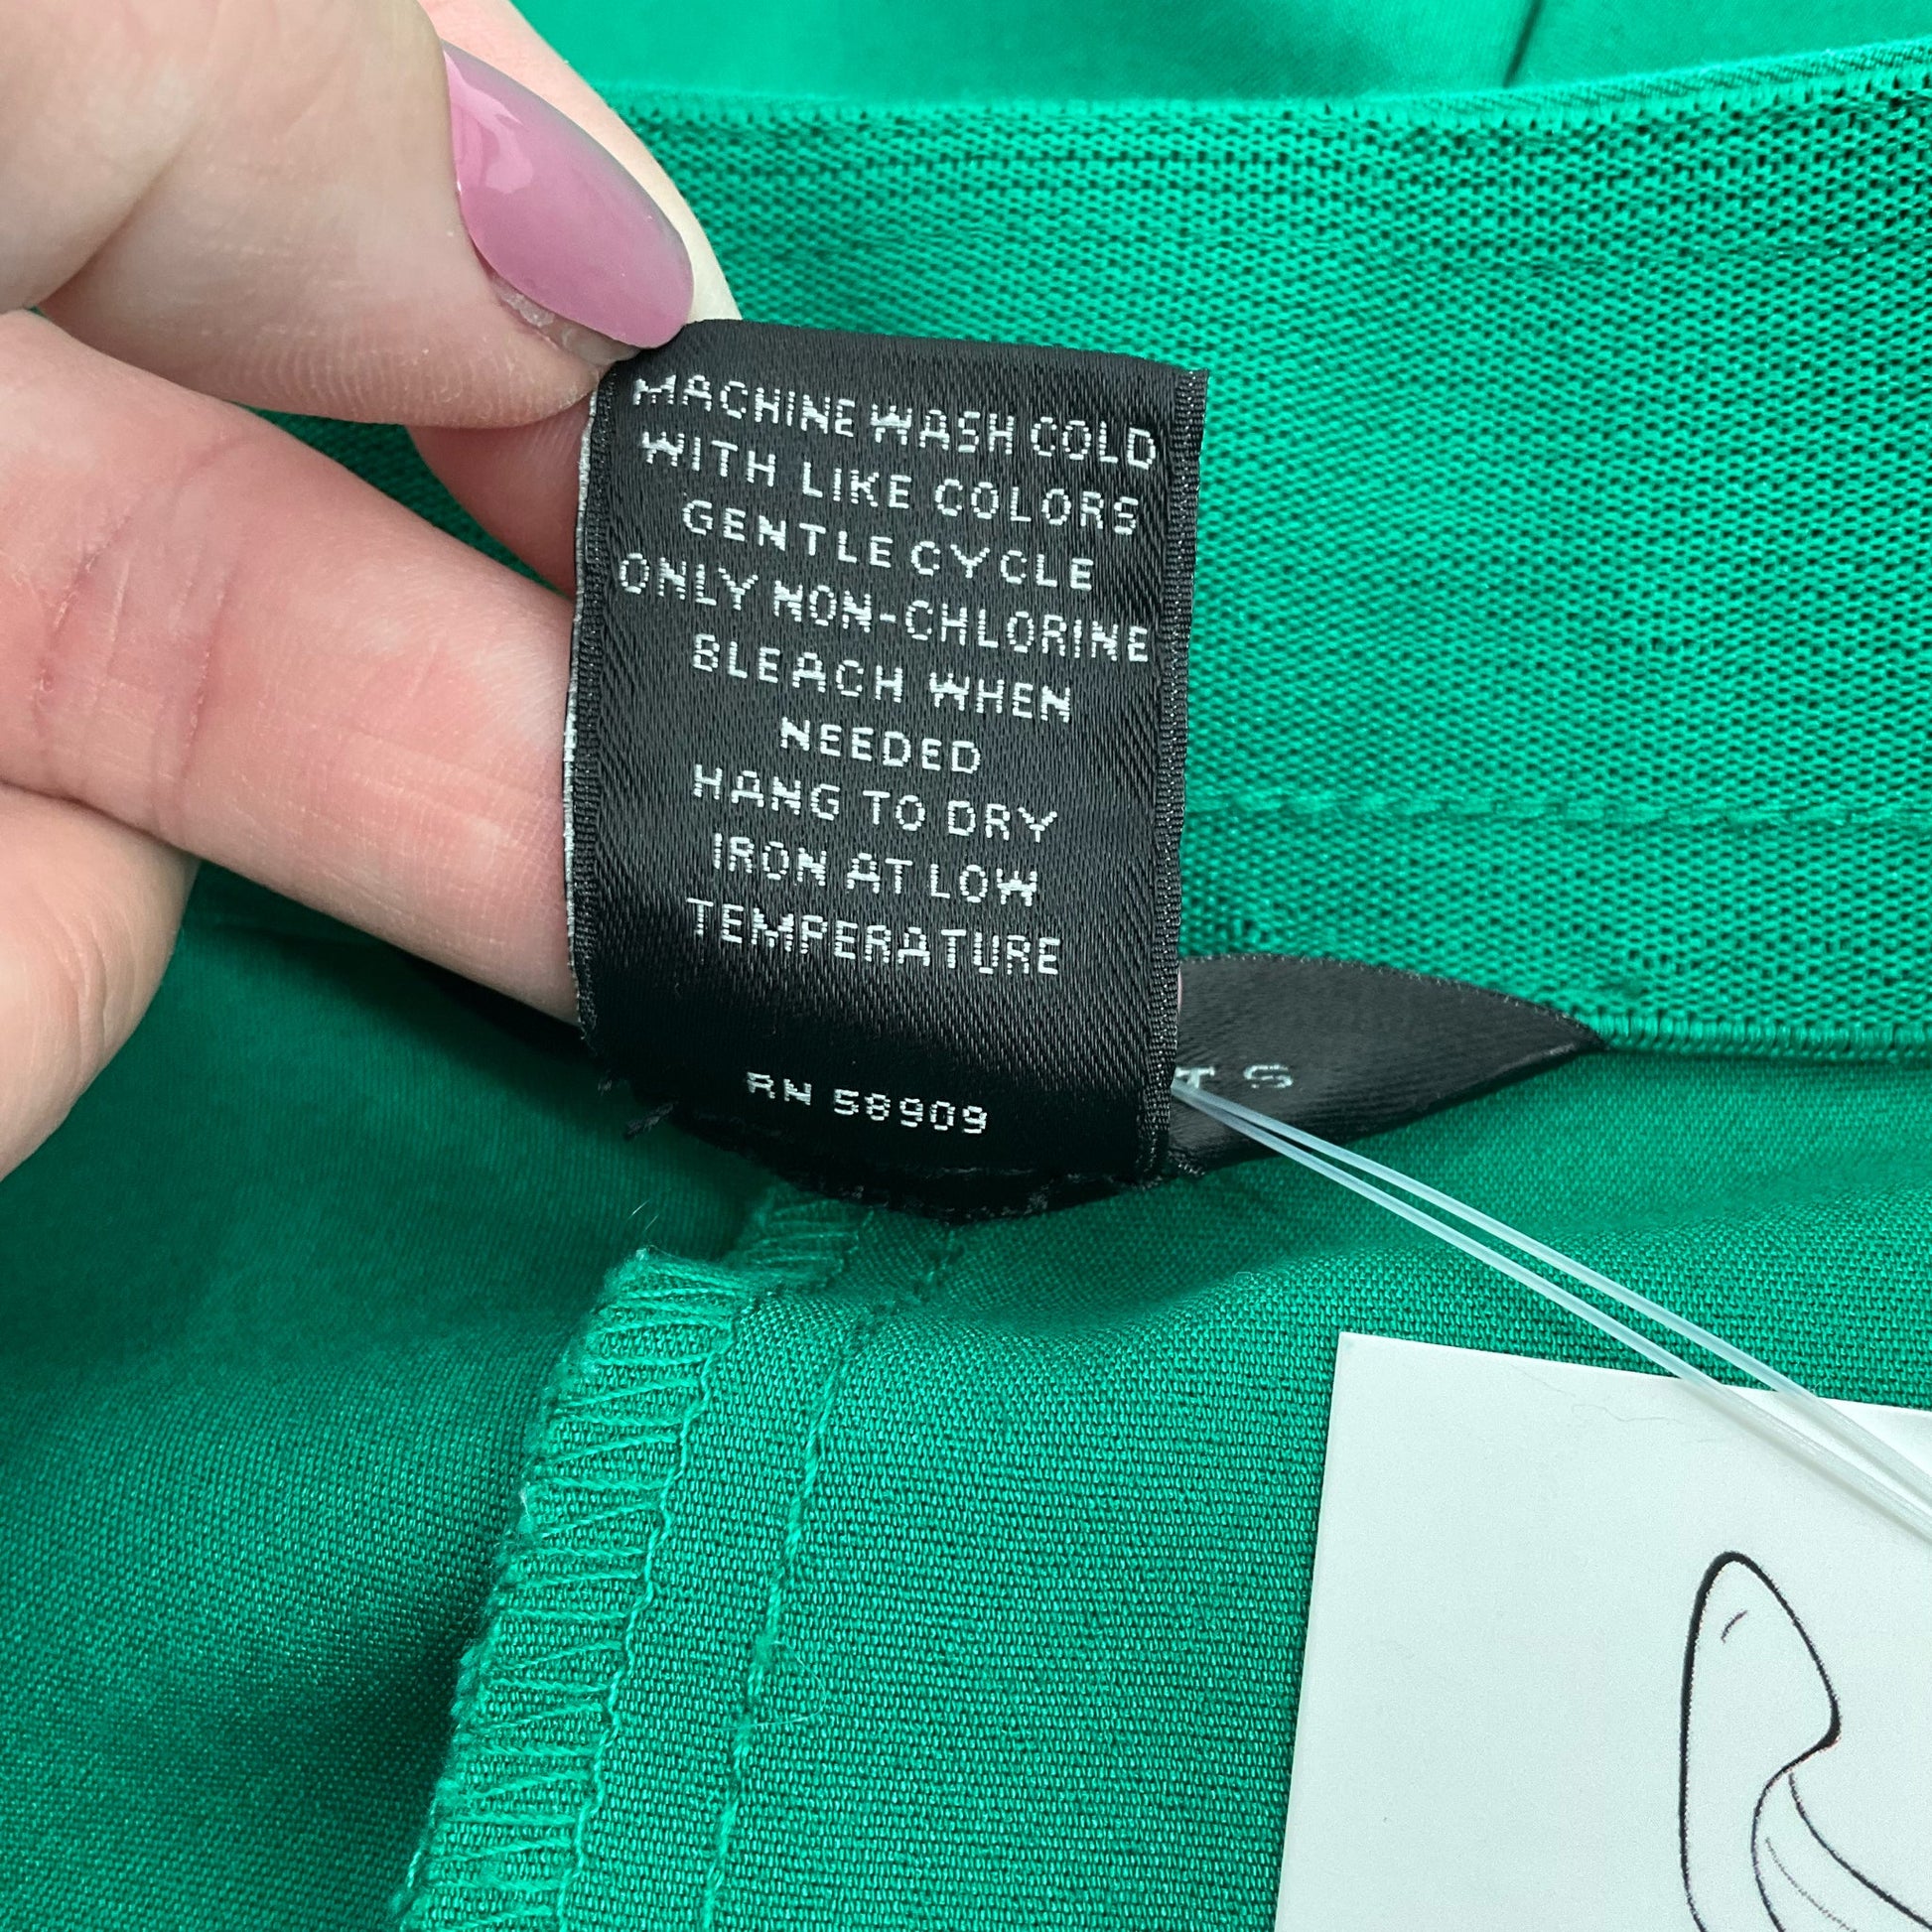 MACHINE WASH COLD
WITH LIKE COLORS
GENTLE CYCLE
ONLY NON-CHLORINE
BLEACH WHEN
NEEDED
HANG TO DRY
IRON AT LOW
TEMPERATURE
RN 58909